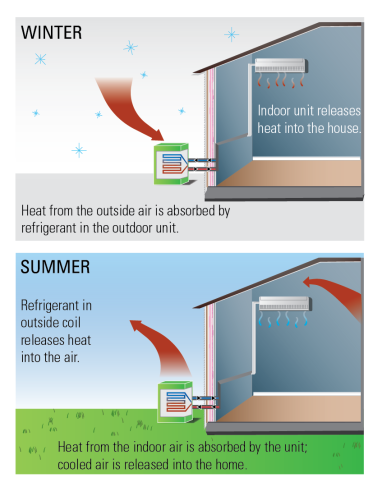 WINTER
Indoor unit releases
heat into the house.
Heat from the outside air is absorbed by
refrigerant in the outdoor unit.
SUMMER
Refrigerant in
outside coil
releases heat
into the air.
Heat from the indoor air is absorbed by the unit;
cooled air is released into the home.